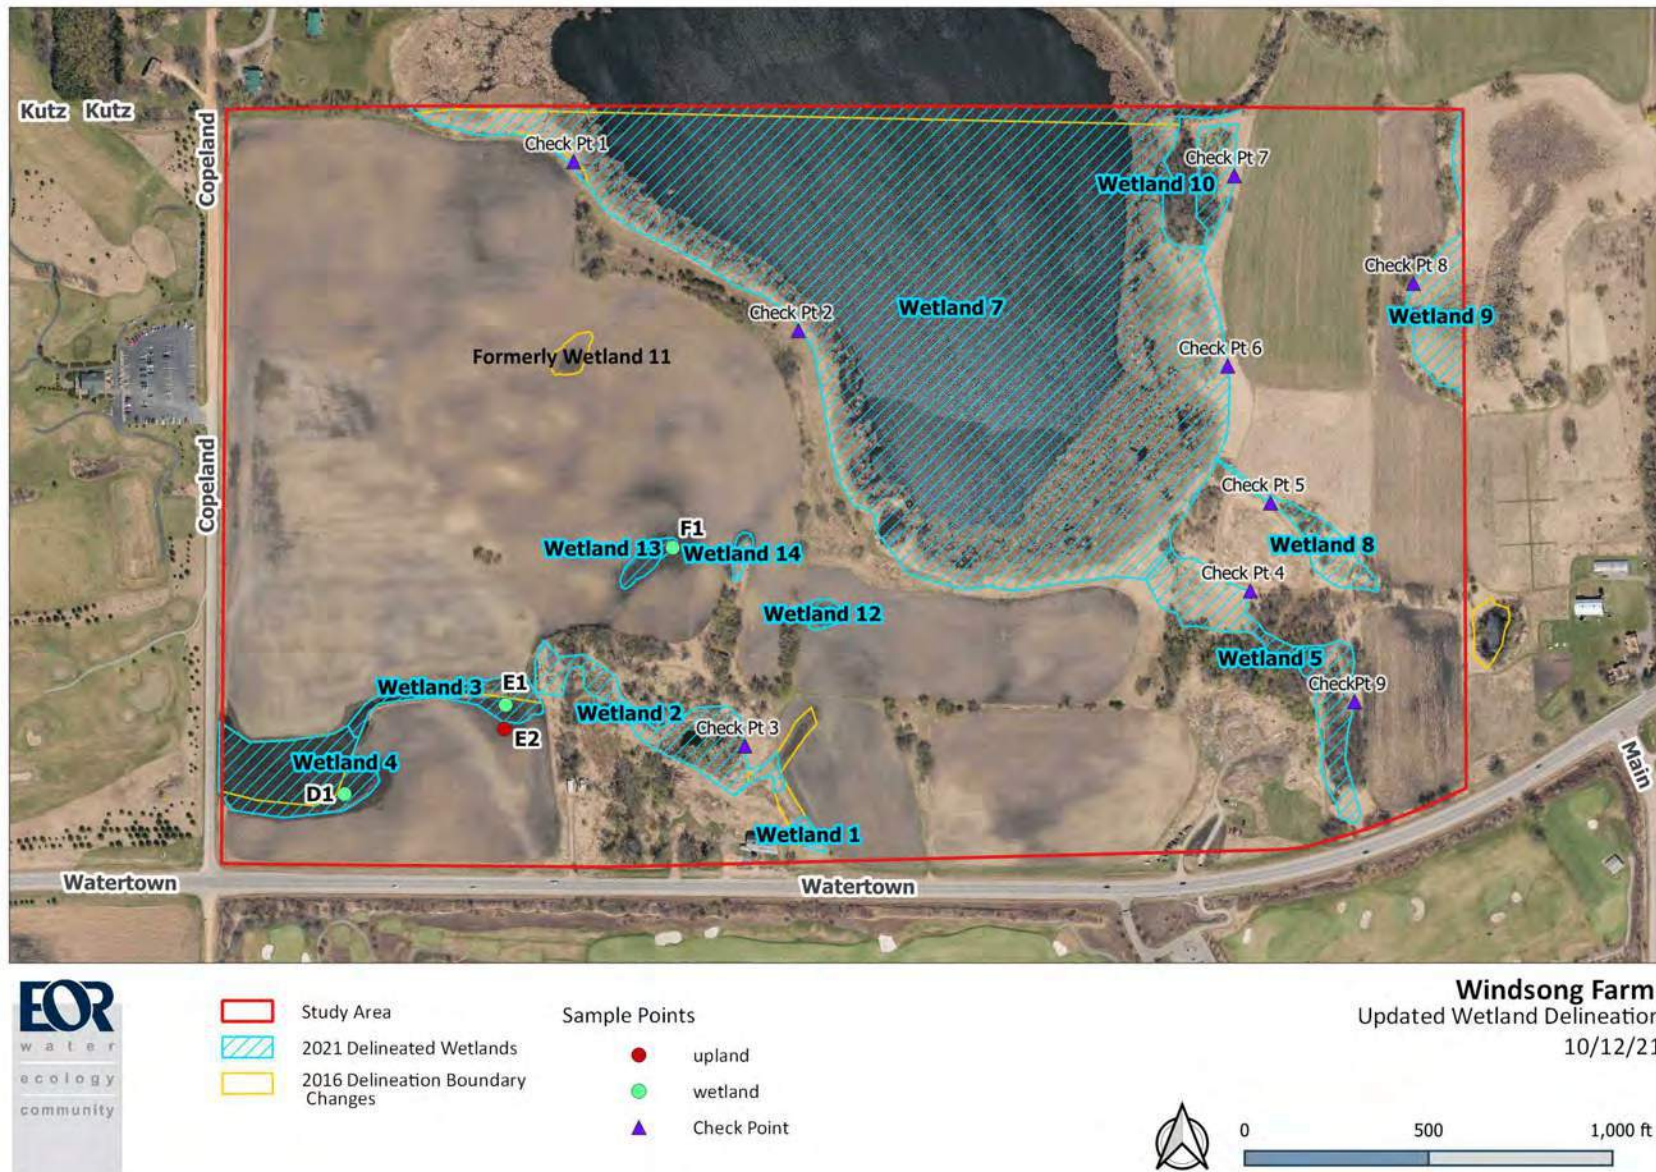 Kutz Kutz
Copeland
Check Pt 1
Check Pt 7
Wetland 10
Check Pt 8
Wetland 9
Wetland 7
Check Pt 2
Check Pt 6
Formerly Wetland 11
Copeland
Check Pt 5
F1
Wetland 13
Wetland 14
Wetland 8
Check Pt 4
Wetland 12
Wetland 5
Wetland 3
E1
CheckPt 9
Wetland 2
Check Pt 3
E2
Wetland 4
D1
Main
Wetland 1
Watertown
Watertown
EOR
water
ecology
community
Study Area
2021 Delineated Wetlands
2016 Delineation Boundary
Changes
Sample Points
upland
wetland
Check Point
Windsong Farm
Updated Wetland Delineation
10/12/21
0 500 1,000 ft